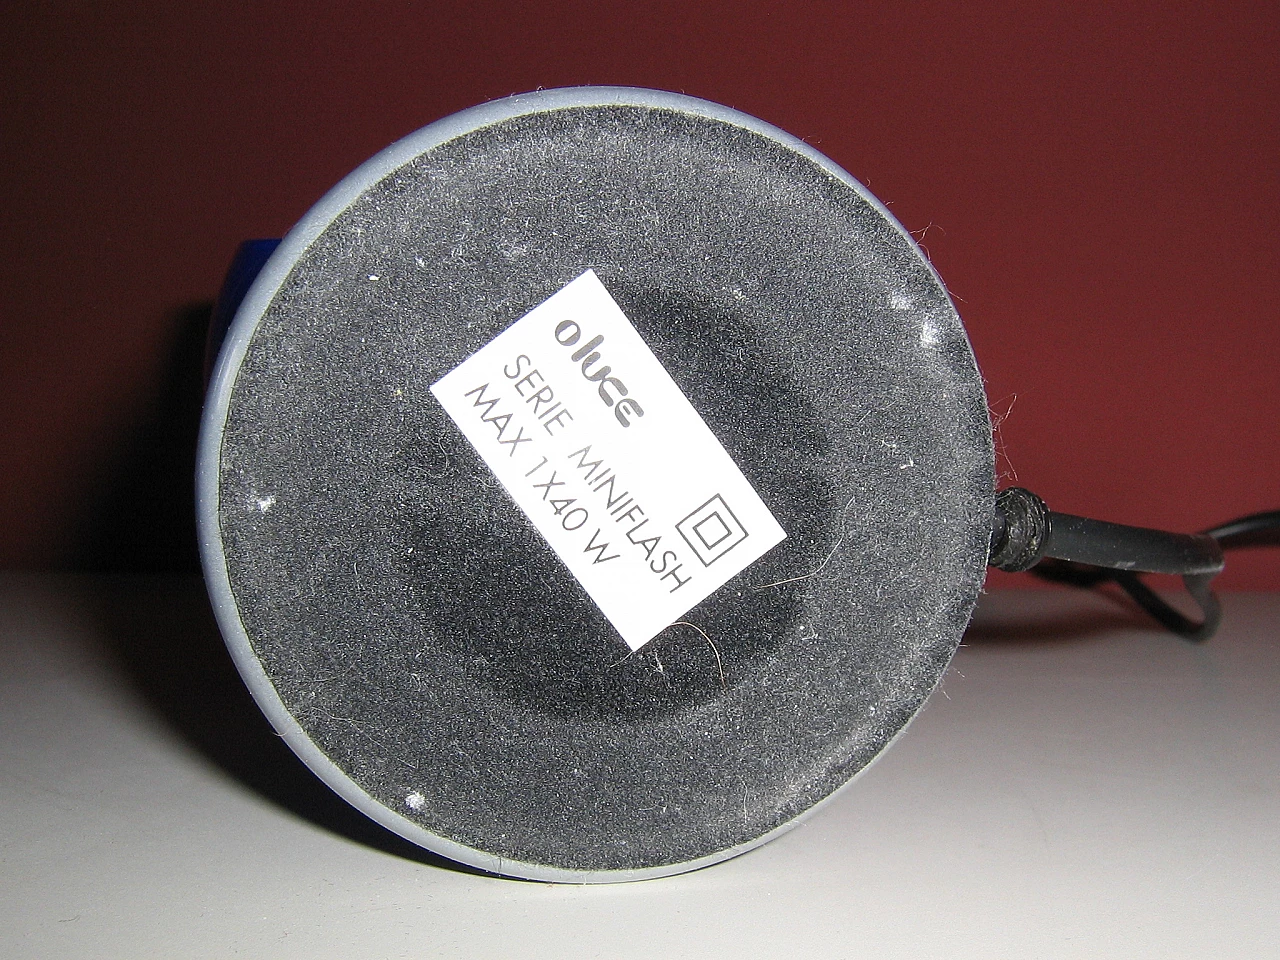 oluce
SERIE MINIFLASH
MAX 1X40 W